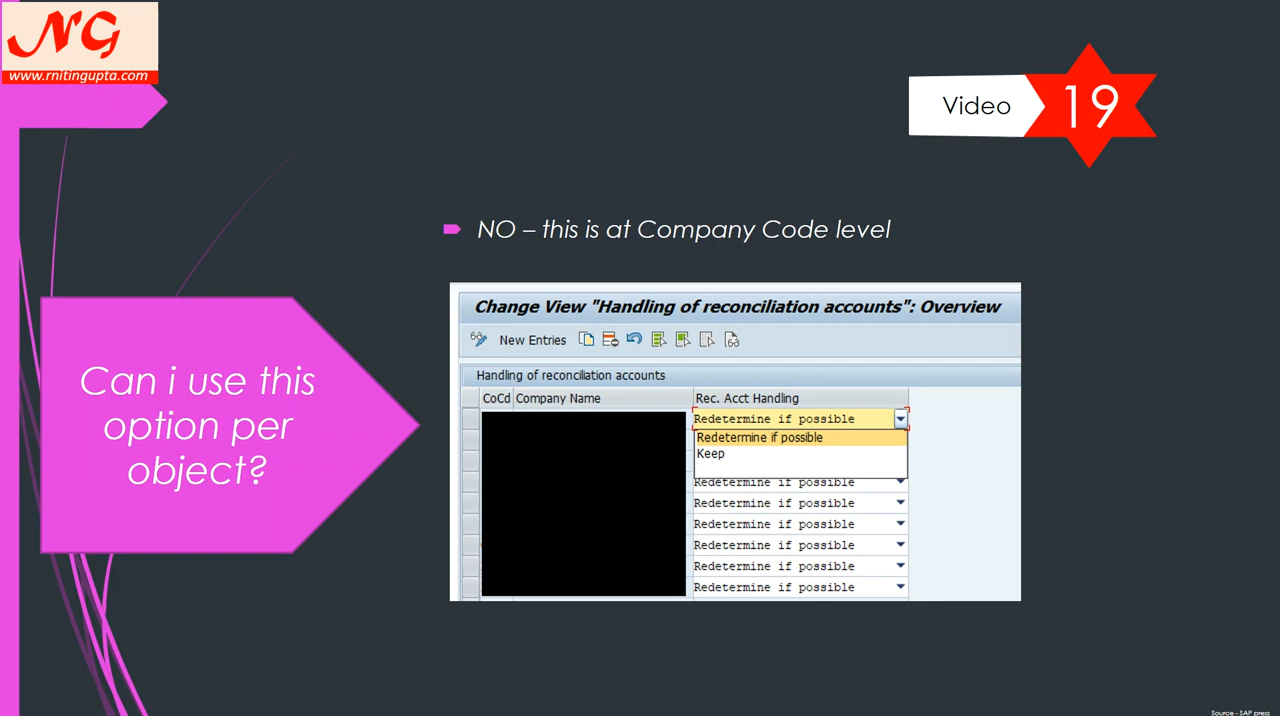 NG
www.rnitingupta.com
Video
19
NO – this is at Company Code level
Can i use this
option per
object?
Change View "Handling of reconciliation accounts": Overview
New Entries
Handling of reconciliation accounts
CoCd Company Name Rec. Acct Handling
Redetermine if possible
Redetermine if possible
Keep
Redetermine if possible
Redetermine if possible
Redetermine if possible
Redetermine if possible
Redetermine if possible
Redetermine if possible
Source - SAP press